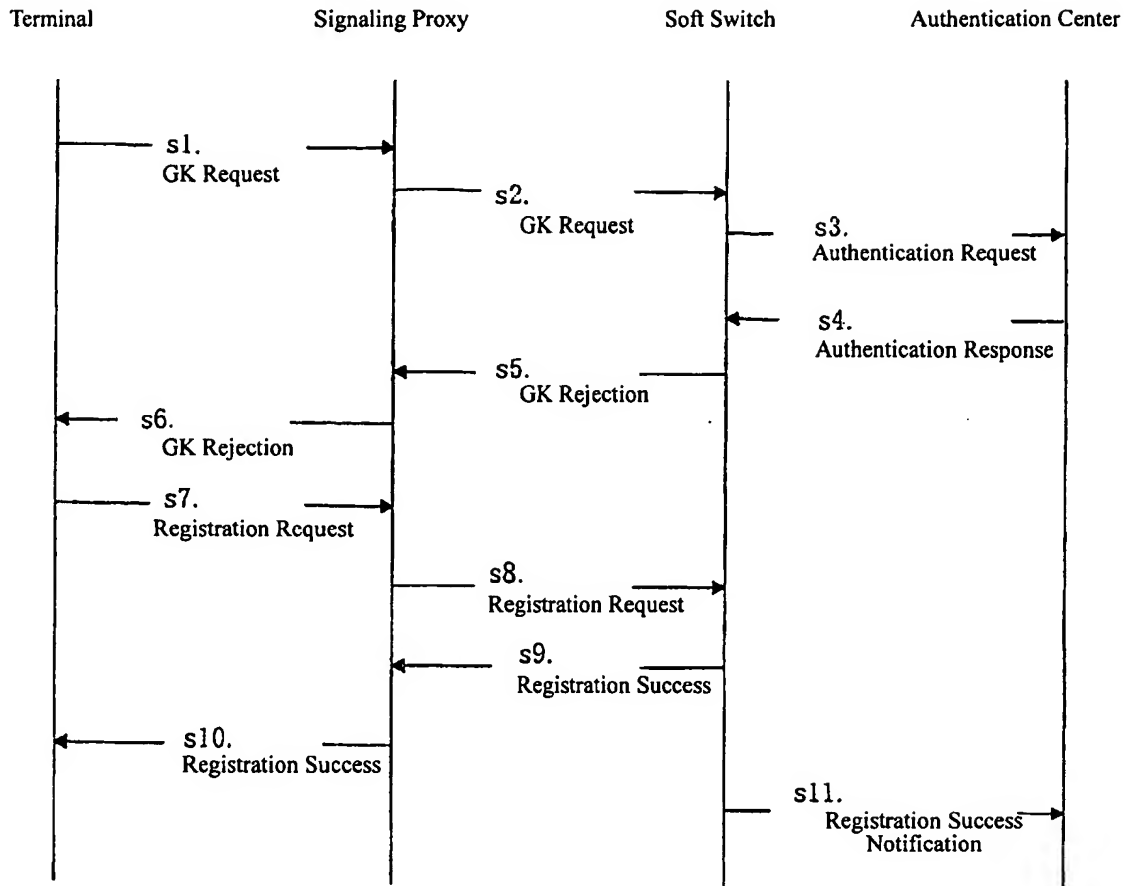 Terminal Signaling Proxy Soft Switch Authentication Center
s1.
GK Request
s2.
GK Request
s3.
Authentication Request
s4.
Authentication Response
s5.
GK Rejection
s6.
GK Rejection
s7.
Registration Request
s8.
Registration Request
s9.
Registration Success
s10.
Registration Success
s11.
Registration Success
Notification